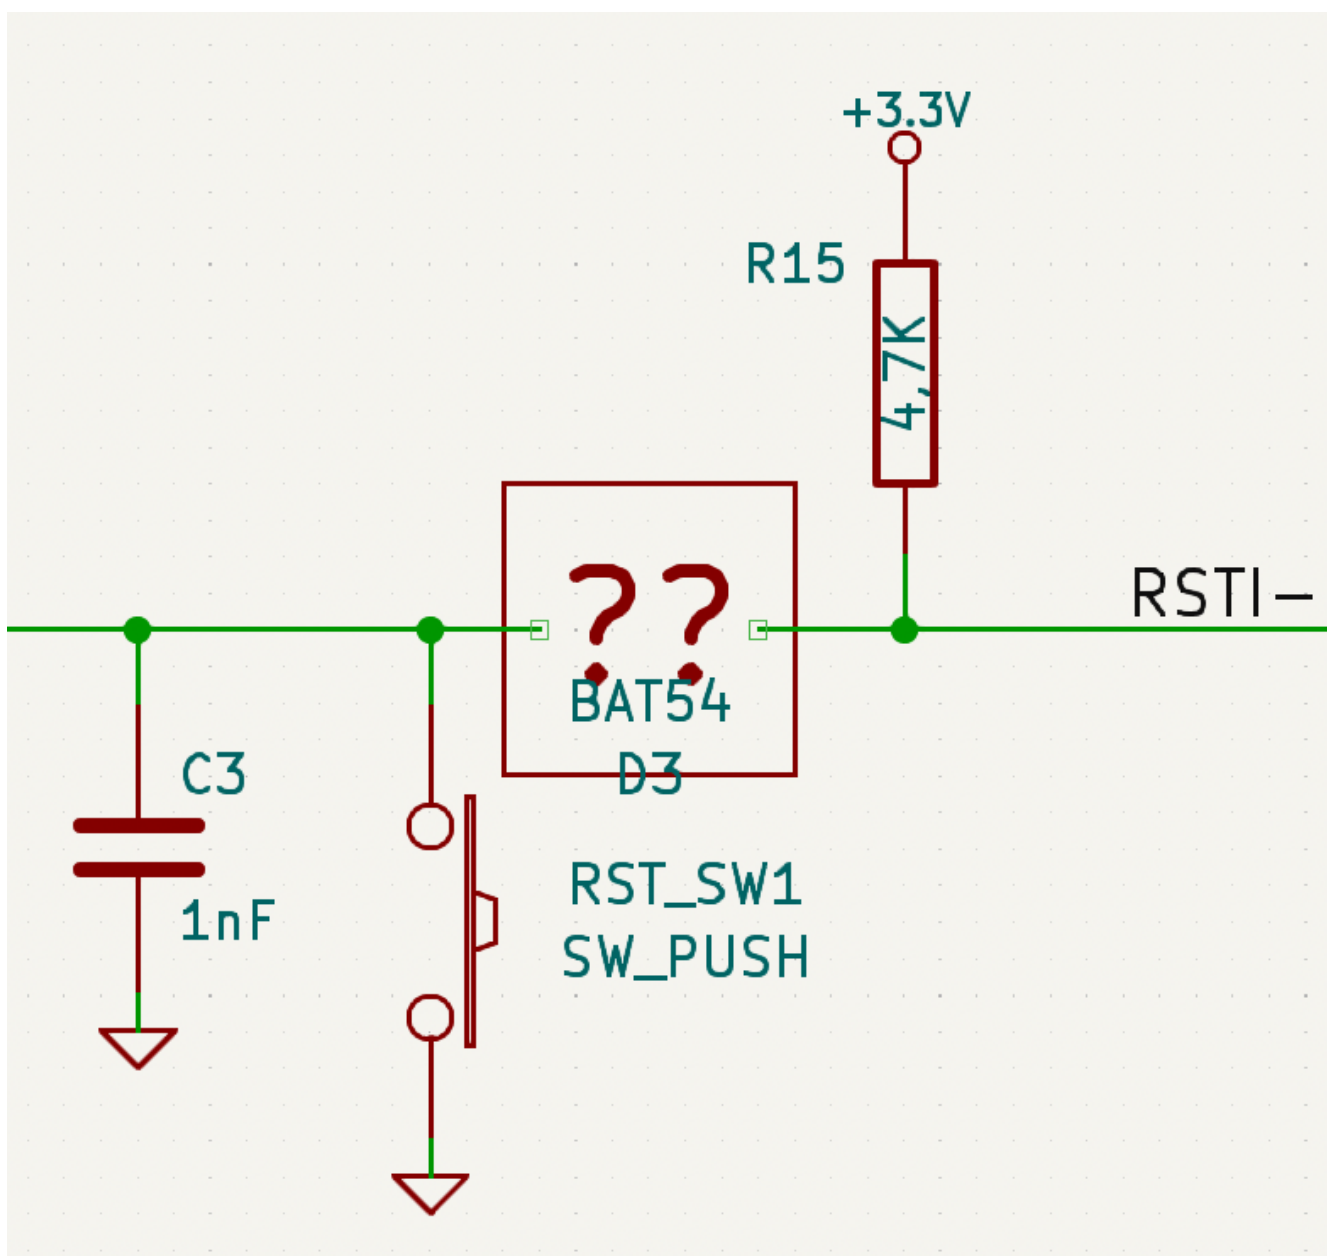 +3.3V
R15
4,7K
RSTI-
??
BAT54
D3
C3
1nF
RST_SW1
SW_PUSH